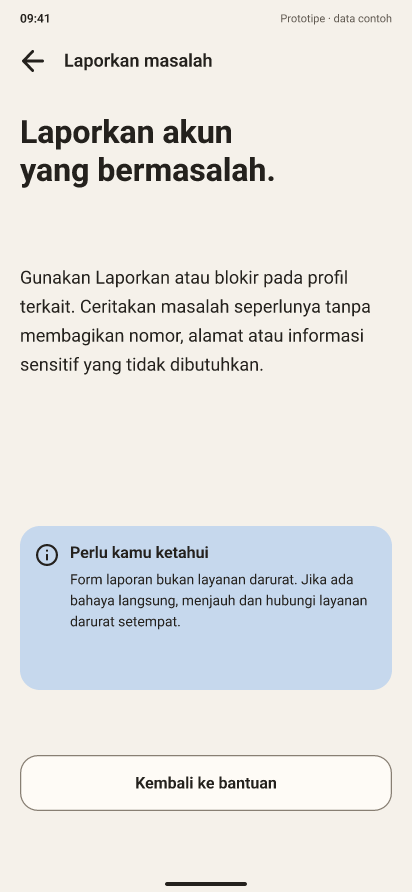 09:41
Prototipe · data contoh
Laporkan masalah
Laporkan akun
yang bermasalah.
Gunakan Laporkan atau blokir pada profil
terkait. Ceritakan masalah seperlunya tanpa
membagikan nomor, alamat atau informasi
sensitif yang tidak dibutuhkan.
Perlu kamu ketahui
Form laporan bukan layanan darurat. Jika ada
bahaya langsung, menjauh dan hubungi layanan
darurat setempat.
Kembali ke bantuan